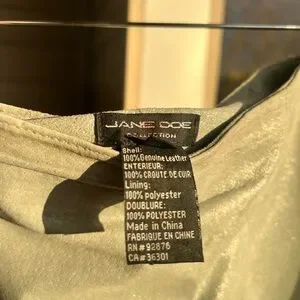 JANE DOE
COLLECTION
Shell:
100% Genuine Leather
ENTERIEUR:
100% CROUTE DE CUIR
Lining:
100% polyester
DOUBLURE:
100% POLYESTER
Made in China
FABRIQUE EN CHINE
RN#92876
CA#36301